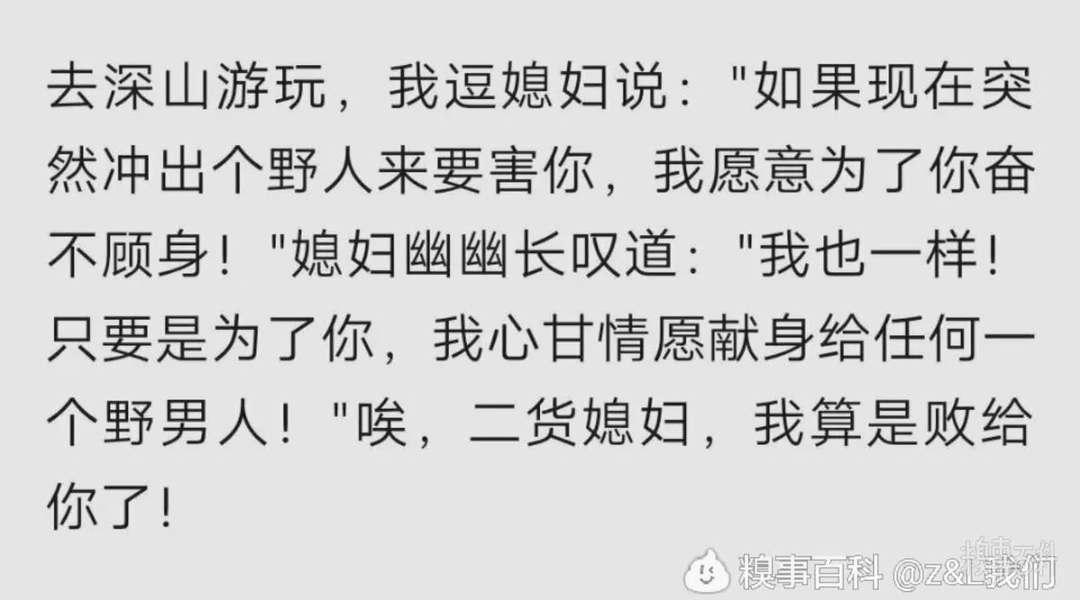 去深山游玩，我逗媳妇说："如果现在突
然冲出个野人来要害你，我愿意为了你奋
不顾身！"媳妇幽幽长叹道："我也一样！
只要是为了你，我心甘情愿献身给任何一
个野男人！"唉，二货媳妇，我算是败给
你了！
糗事百科 @z&L我们